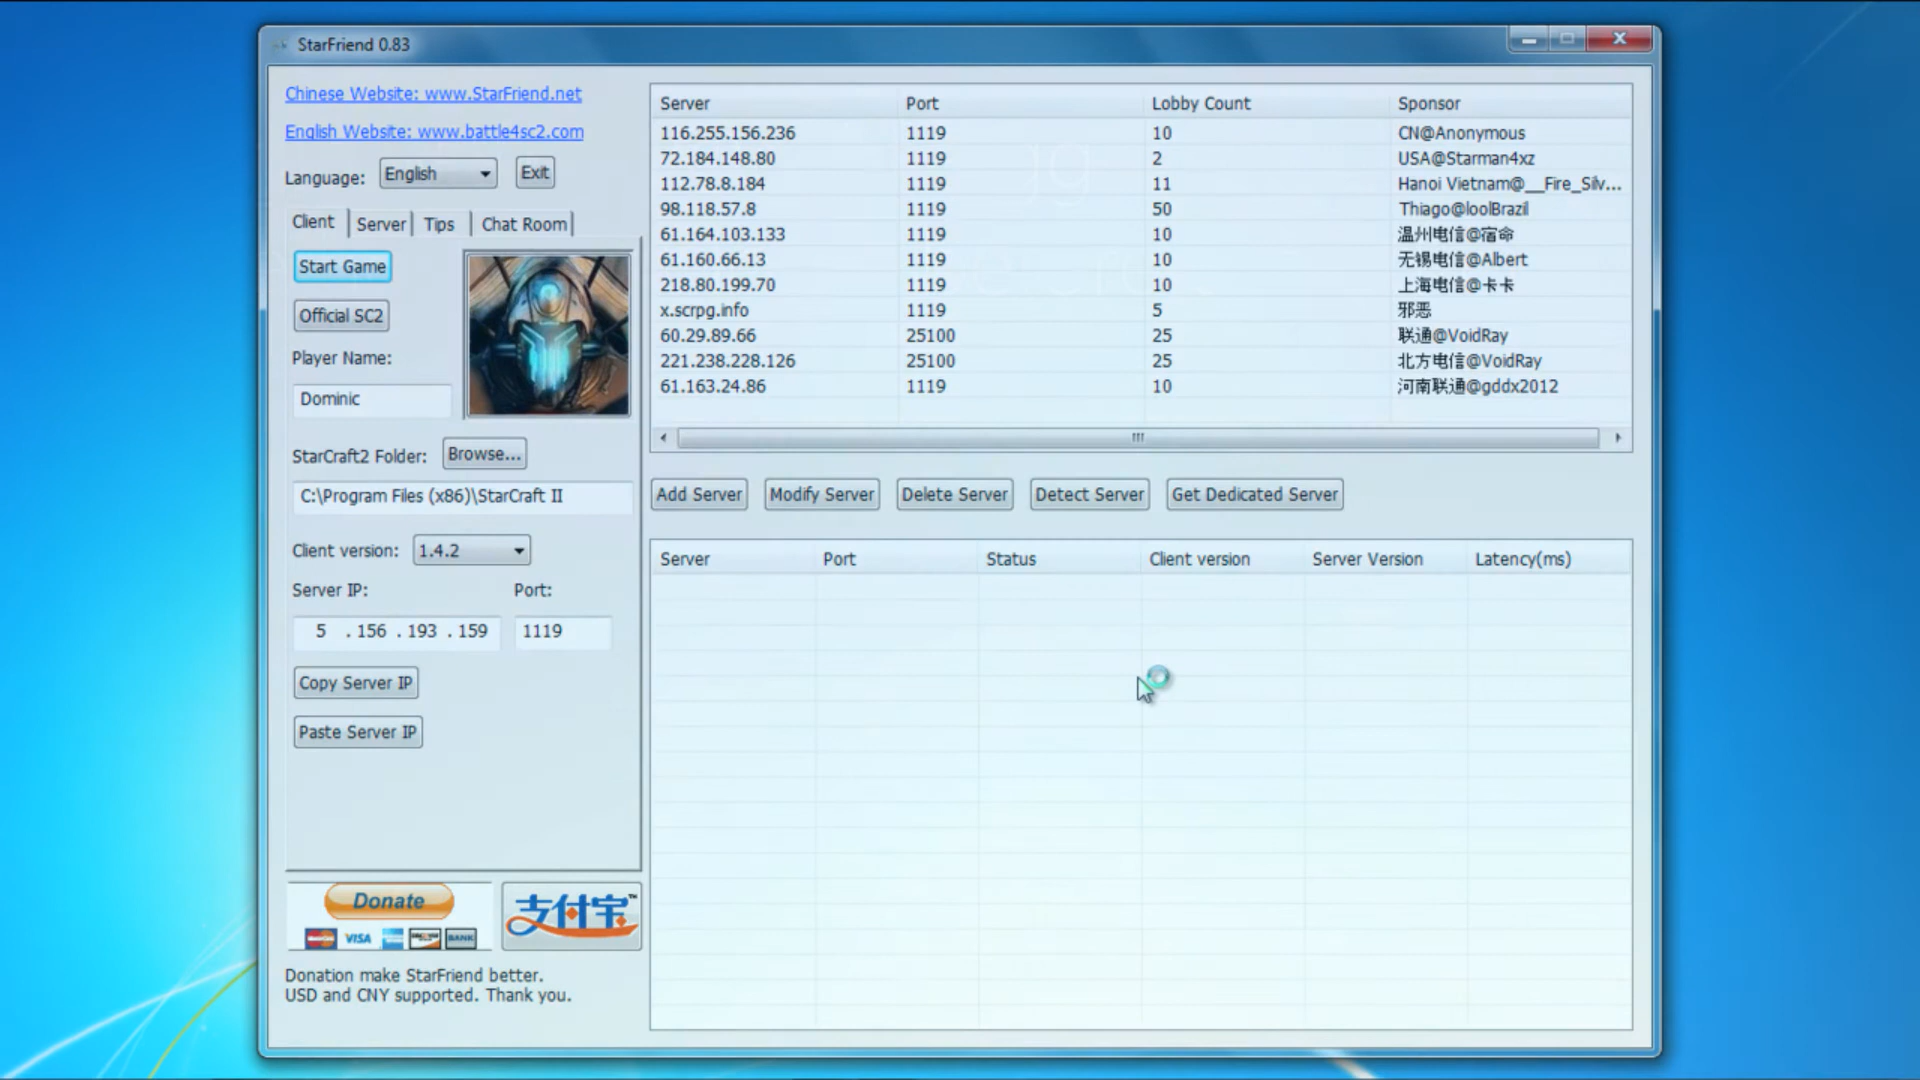 StarFriend 0.83
Chinese Website: www.StarFriend.net
English Website: www.battle4sc2.com
Language: English Exit
Client Server Tips Chat Room
Start Game
Official SC2
Player Name:
Dominic
StarCraft2 Folder: Browse...
C:\Program Files (x86)\StarCraft II
Client version: 1.4.2
Server IP: Port:
5 . 156 . 193 . 159 1119
Copy Server IP
Paste Server IP
Donate
VISA BANK
支付宝
Donation make StarFriend better.
USD and CNY supported. Thank you.
Server Port Lobby Count Sponsor
116.255.156.236 1119 10 CN@Anonymous
72.184.148.80 1119 2 USA@Starman4xz
112.78.8.184 1119 11 Hanoi Vietnam@__Fire_Silv...
98.118.57.8 1119 50 Thiago@loolBrazil
61.164.103.133 1119 10 温州电信@宿命
61.160.66.13 1119 10 无锡电信@Albert
218.80.199.70 1119 10 上海电信@卡卡
x.scrpg.info 1119 5 邪恶
60.29.89.66 25100 25 联通@VoidRay
221.238.228.126 25100 25 北方电信@VoidRay
61.163.24.86 1119 10 河南联通@gddx2012
Add Server Modify Server Delete Server Detect Server Get Dedicated Server
Server Port Status Client version Server Version Latency(ms)